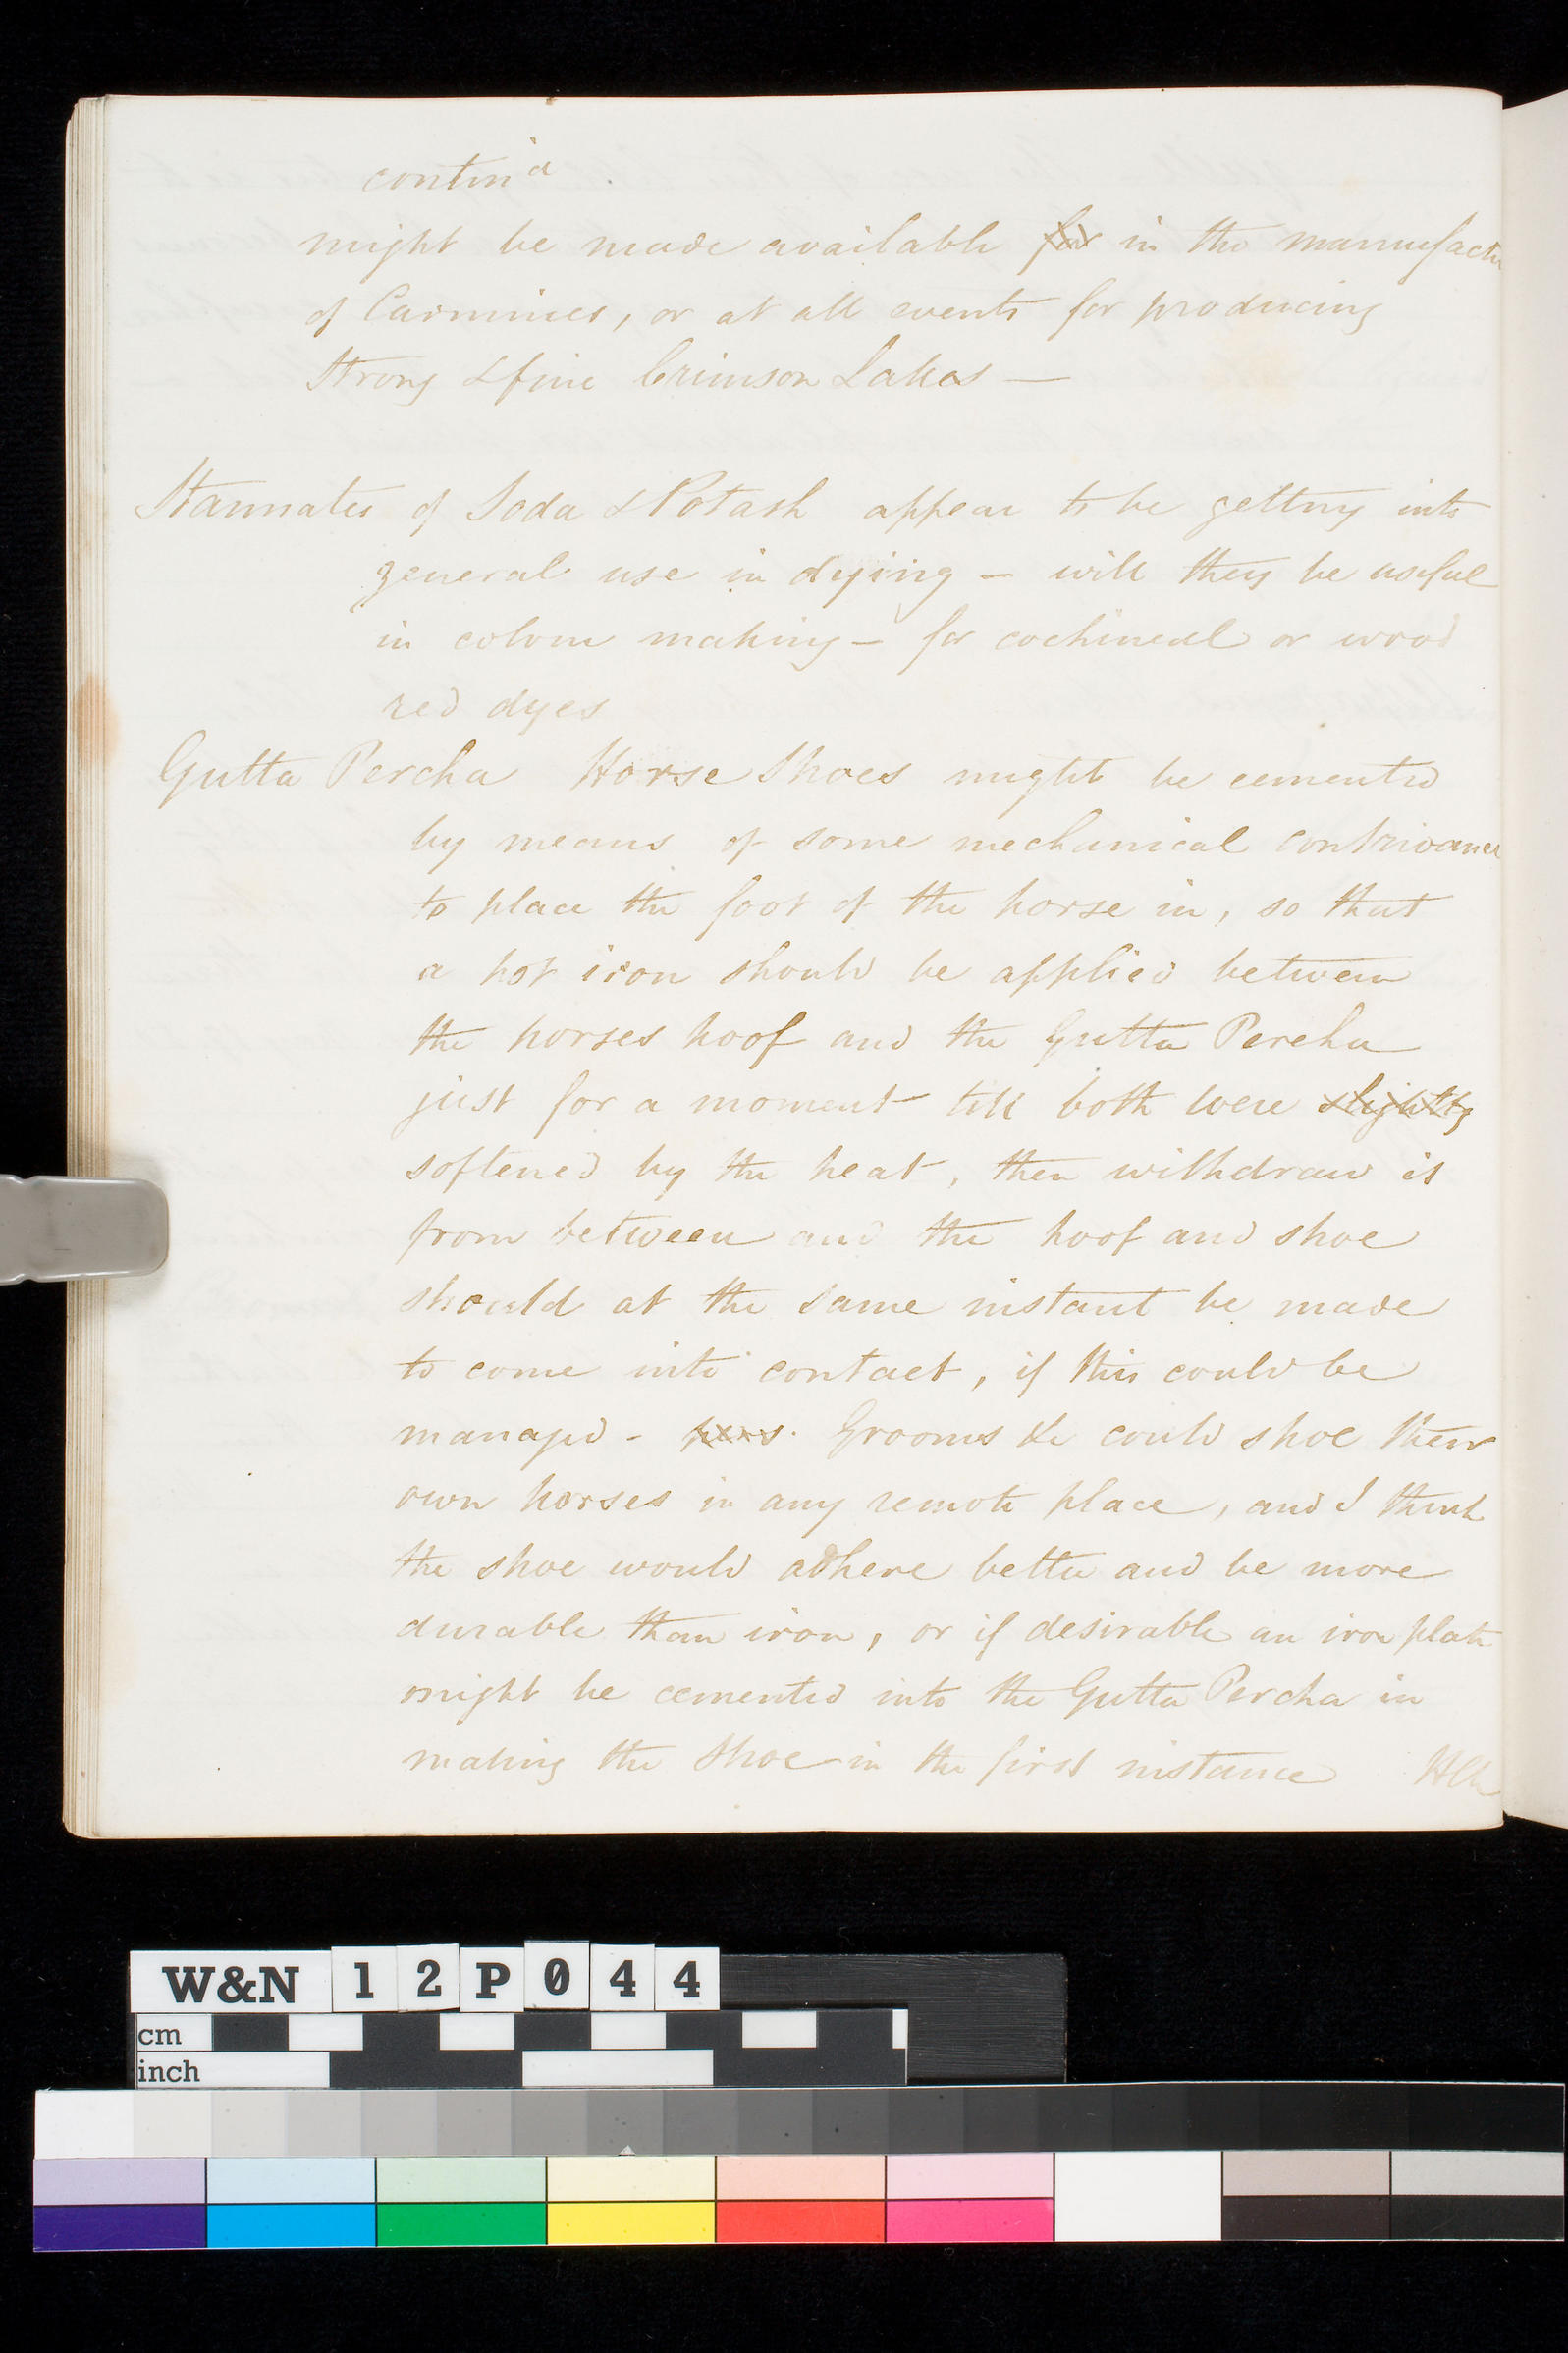 contin'd
might be made available for in the manufactu
of Carmines, or at all events for producing
Strong & fine Crimson Lakes —
Stannates of Soda & Potash appear to be getting into
general use in dying — will they be useful
in colour making — for cochineal or wood
red dyes
Gutta Percha Horse Shoes might be cemented
by means of some mechanical contrivance
to place the foot of the horse in, so that
a hot iron should be applied between
the horses hoof and the Gutta Percha
just for a moment till both were slightly
softened by the heat, then withdraw it
from between and the hoof and shoe
should at the same instant be made
to come into contact, if this could be
managed - Grooms &c could shoe their
own horses in any remote place, and I think
the shoe would adhere better and be more
durable than iron, or if desirable an iron plate
might be cemented into the Gutta Percha in
making the Shoe in the first instance
W&N 12P044
cm
inch